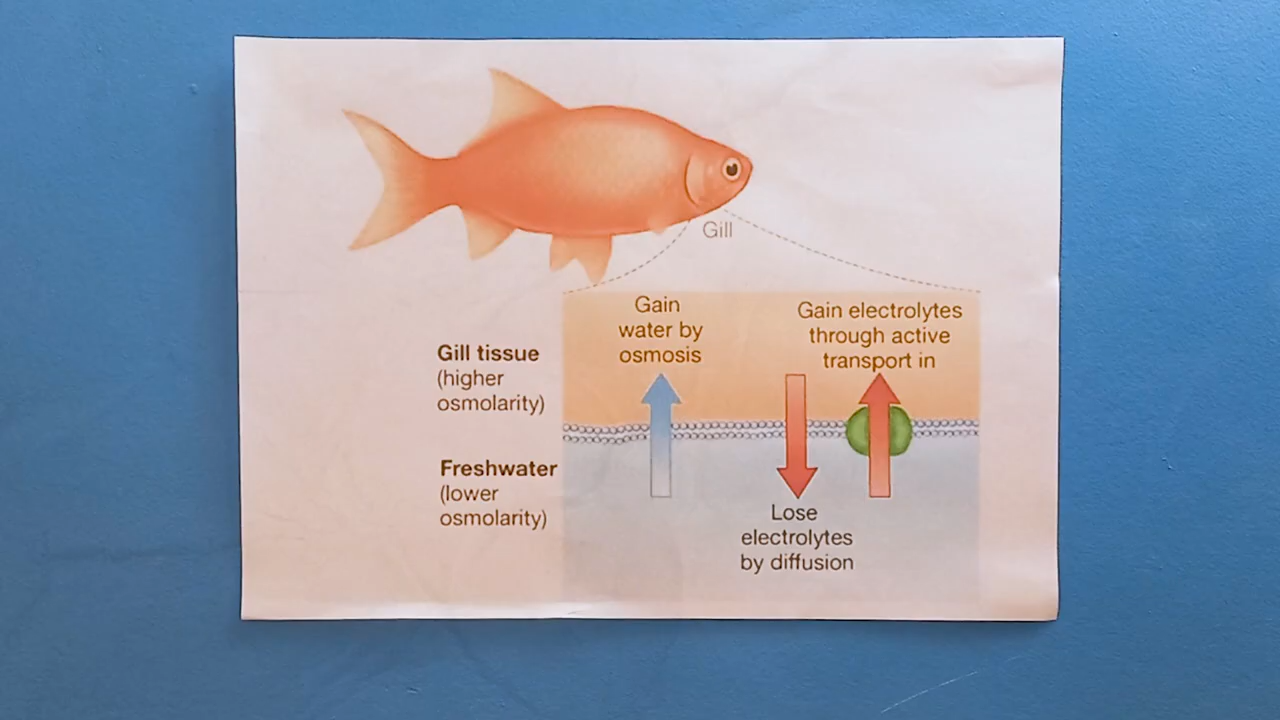 Gill
Gain
water by
osmosis
Gain electrolytes
through active
transport in
Gill tissue
(higher
osmolarity)
Freshwater
(lower
osmolarity)
Lose
electrolytes
by diffusion